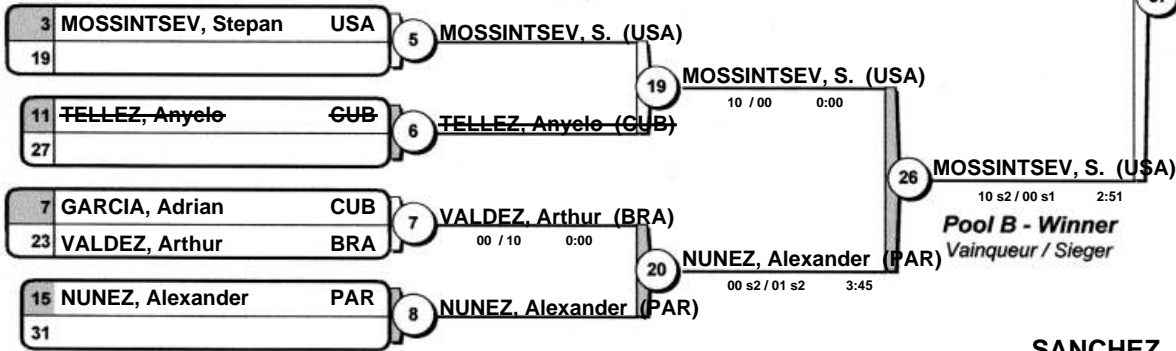 3 MOSSINTSEV, Stepan USA
19
5 MOSSINTSEV, S. (USA)
11 TELLEZ, Anyelo CUB
27
6 TELLEZ, Anyelo (CUB)
19 MOSSINTSEV, S. (USA)
10 / 00 0:00
7 GARCIA, Adrian CUB
23 VALDEZ, Arthur BRA
7 VALDEZ, Arthur (BRA)
00 / 10 0:00
15 NUNEZ, Alexander PAR
31
8 NUNEZ, Alexander (PAR)
20 NUNEZ, Alexander (PAR)
00 s2 / 01 s2 3:45
26 MOSSINTSEV, S. (USA)
10 s2 / 00 s1 2:51
Pool B - Winner
Vainqueur / Sieger
SANCHEZ